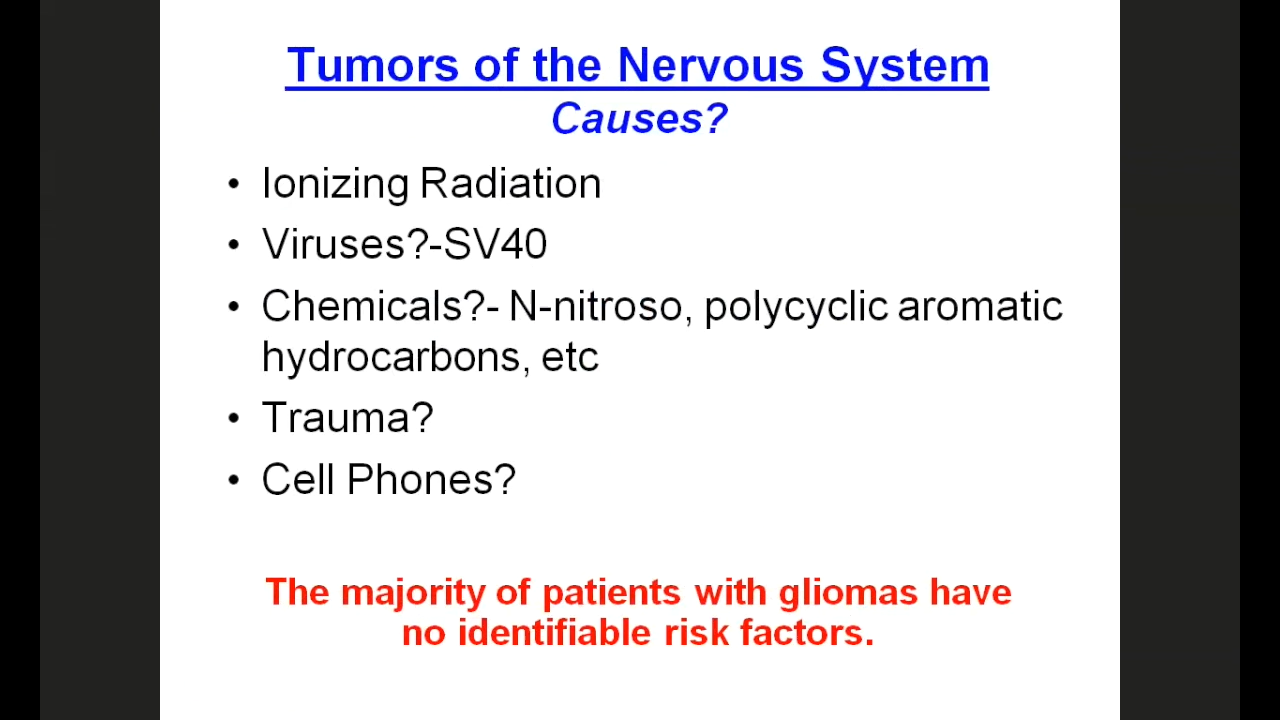 Tumors of the Nervous System
Causes?
• Ionizing Radiation
• Viruses?-SV40
• Chemicals?- N-nitroso, polycyclic aromatic
hydrocarbons, etc
• Trauma?
• Cell Phones?
The majority of patients with gliomas have
no identifiable risk factors.